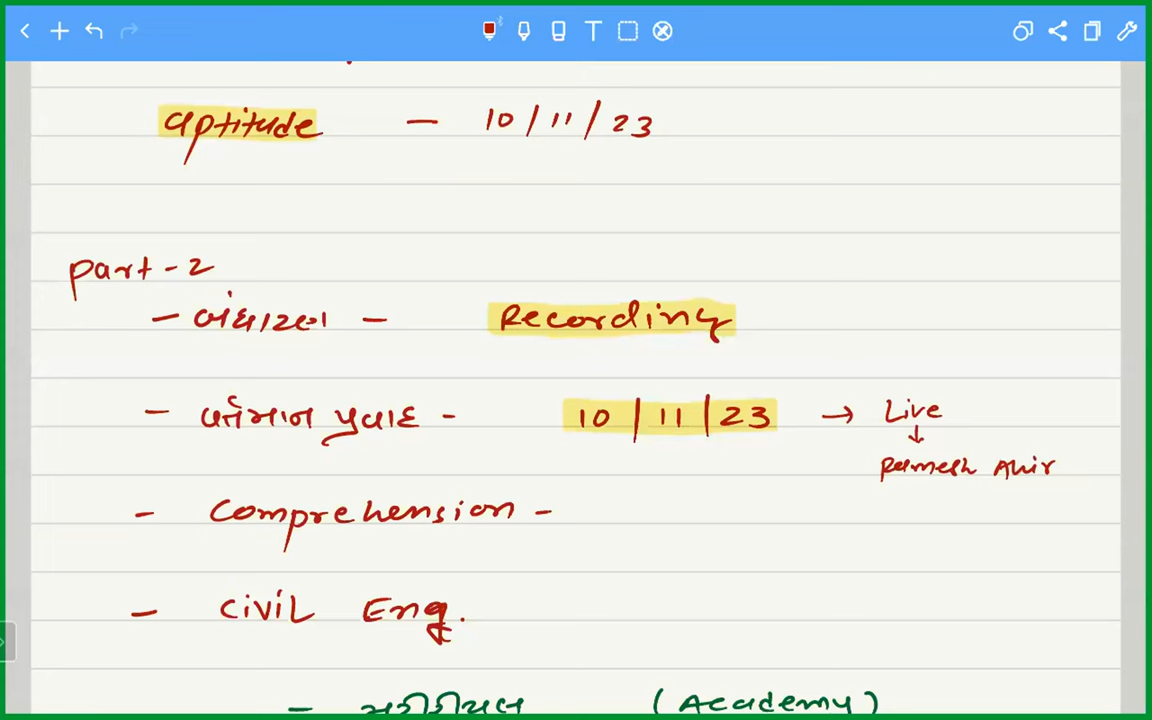 Aptitude - 10/11/23
Part-2
- બંધારણ - Recording
- વર્તમાન પ્રવાહ - 10/11/23 → Live
↓
Ramesh Ahir
- Comprehension -
- Civil Eng.
- (Academy)